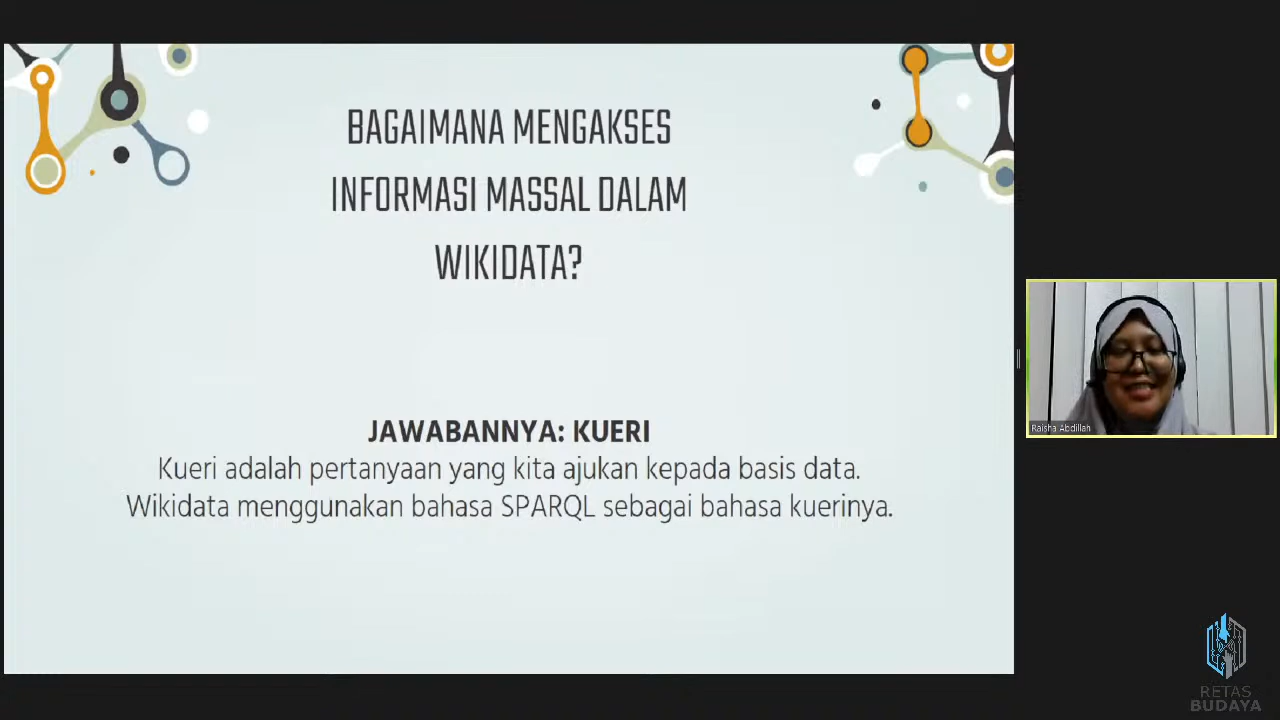 BAGAIMANA MENGAKSES
INFORMASI MASSAL DALAM
WIKIDATA?
JAWABANNYA: KUERI
Kueri adalah pertanyaan yang kita ajukan kepada basis data.
Wikidata menggunakan bahasa SPARQL sebagai bahasa kuerinya.
Raisha Abdillah
RETAS
BUDAYA